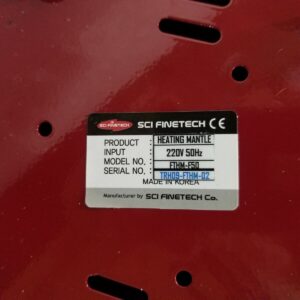 SCI FINETECH SCI FINETECH CE
PRODUCT : HEATING MANTLE
INPUT : 220V 50Hz
MODEL NO. : FTHM-F50
SERIAL NO. : TRH09-FTHM-02
MADE IN KOREA
Manufacturer by SCI FINETECH Co.